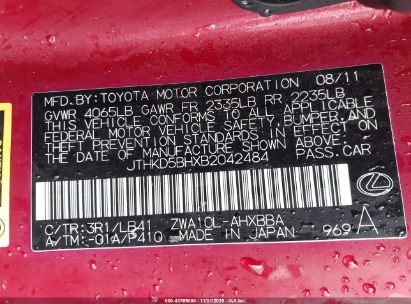 MFD.BY:TOYOTA MOTOR CORPORATION 08/11
GVWR 4065LB GAWR FR 2335LB RR 2235LB
THIS VEHICLE CONFORMS TO ALL APPLICABLE
FEDERAL MOTOR VEHICLE SAFETY, BUMPER, AND
THEFT PREVENTION STANDARDS IN EFFECT ON
THE DATE OF MANUFACTURE SHOWN ABOVE.
JTHKD5BHXB2042484 PASS.CAR
C/TR: 3R1/LB41 ZWA10L-AHXBBA
A/TM:-01A/P410 MADE IN JAPAN 969 A